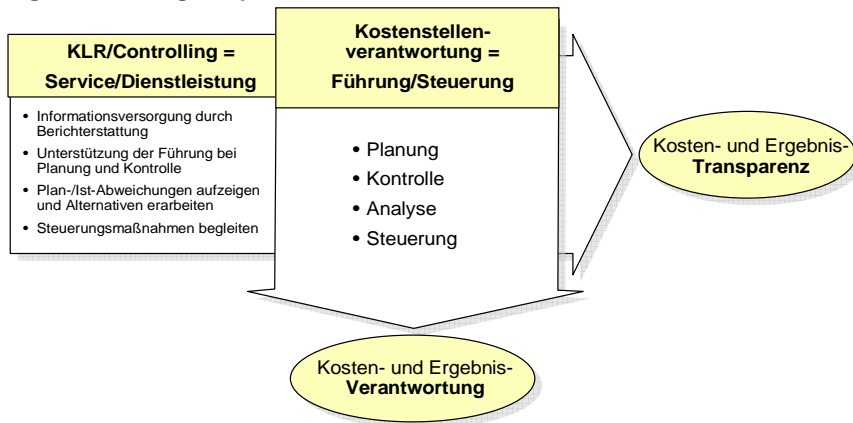 KLR/Controlling =
Service/Dienstleistung
• Informationsversorgung durch
Berichterstattung
• Unterstützung der Führung bei
Planung und Kontrolle
• Plan-/Ist-Abweichungen aufzeigen
und Alternativen erarbeiten
• Steuerungsmaßnahmen begleiten
Kostenstellen-
verantwortung =
Führung/Steuerung
• Planung
• Kontrolle
• Analyse
• Steuerung
Kosten- und Ergebnis-
Transparenz
Kosten- und Ergebnis-
Verantwortung